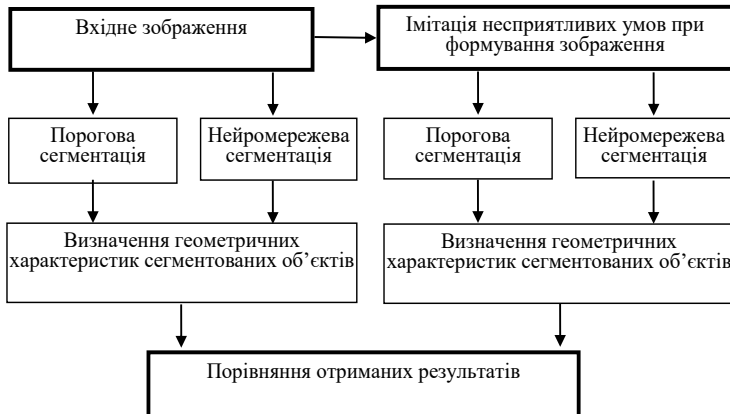 Вхідне зображення
Імітація несприятливих умов при
формування зображення
Порогова
сегментація
Нейромережева
сегментація
Порогова
сегментація
Нейромережева
сегментація
Визначення геометричних
характеристик сегментованих об’єктів
Визначення геометричних
характеристик сегментованих об’єктів
Порівняння отриманих результатів